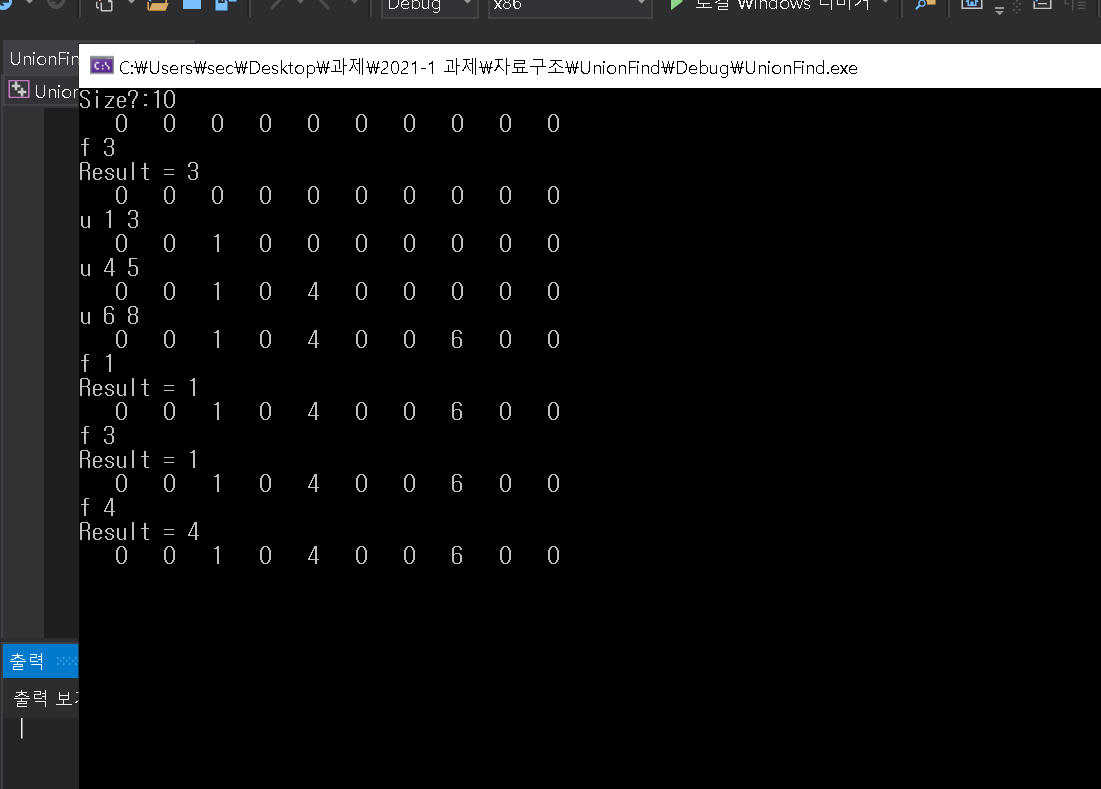 Debug x86 로컬 Windows 디버거
UnionFin
C:\Users\sec\Desktop\과제\2021-1 과제\자료구조\UnionFind\Debug\UnionFind.exe
Union
Size?:10
0 0 0 0 0 0 0 0 0 0
f 3
Result = 3
0 0 0 0 0 0 0 0 0 0
u 1 3
0 0 1 0 0 0 0 0 0 0
u 4 5
0 0 1 0 4 0 0 0 0 0
u 6 8
0 0 1 0 4 0 0 6 0 0
f 1
Result = 1
0 0 1 0 4 0 0 6 0 0
f 3
Result = 1
0 0 1 0 4 0 0 6 0 0
f 4
Result = 4
0 0 1 0 4 0 0 6 0 0
출력
출력 보기